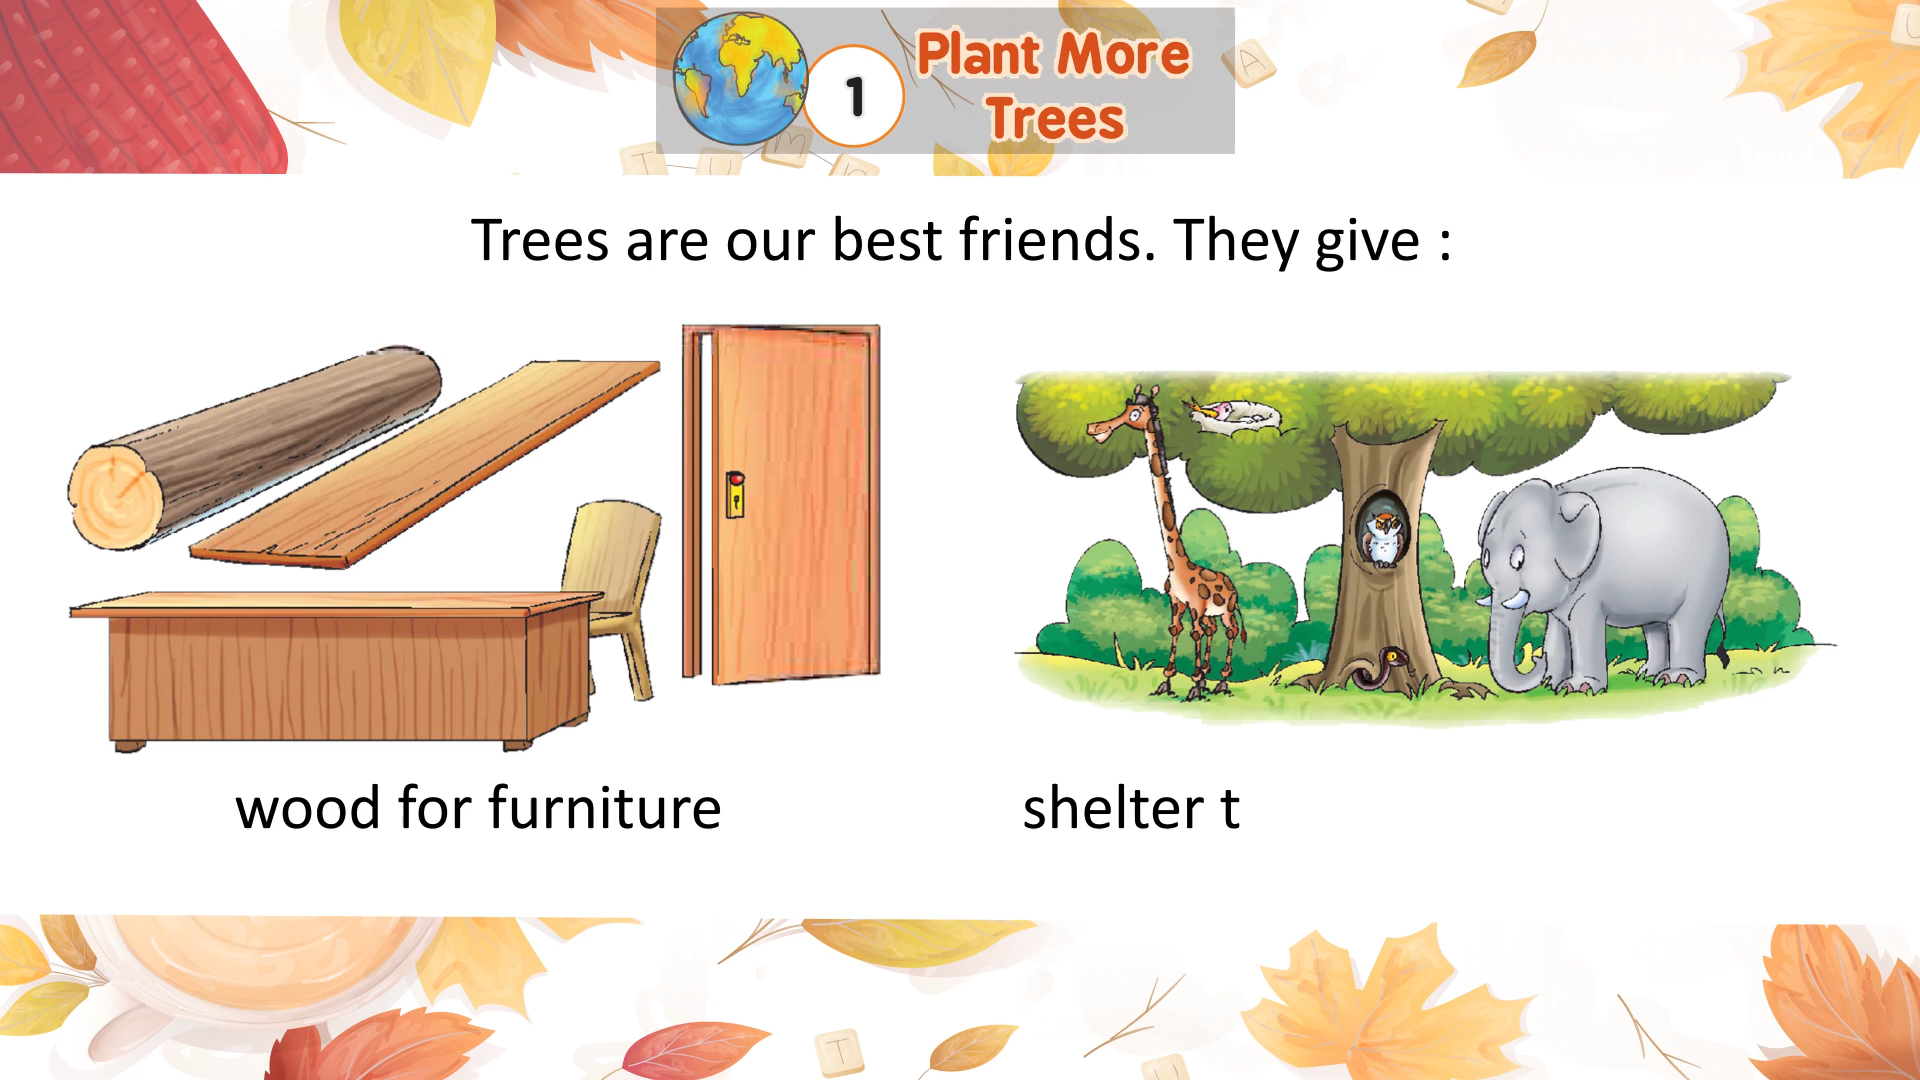 1
Plant More
Trees
Trees are our best friends. They give :
wood for furniture
shelter t
A
T U M
T
U